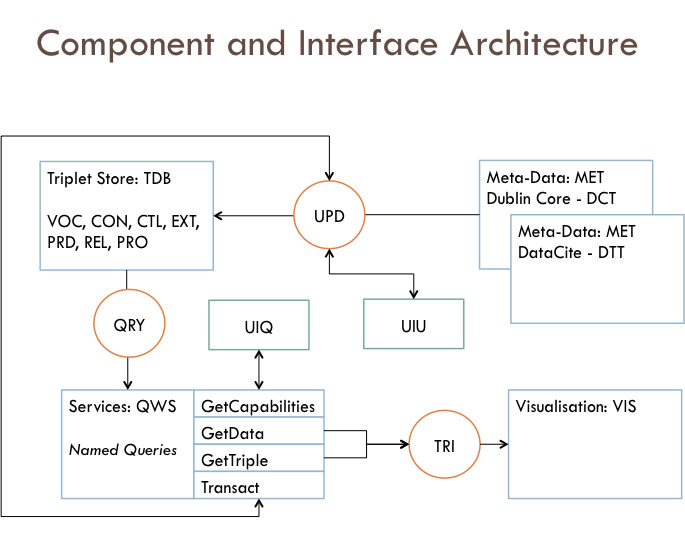 Component and Interface Architecture
Triplet Store: TDB
VOC, CON, CTL, EXT,
PRD, REL, PRO
UPD
Meta-Data: MET
Dublin Core - DCT
Meta-Data: MET
DataCite - DTT
QRY
UIQ
UIU
Services: QWS
Named Queries
GetCapabilities
GetData
GetTriple
Transact
TRI
Visualisation: VIS